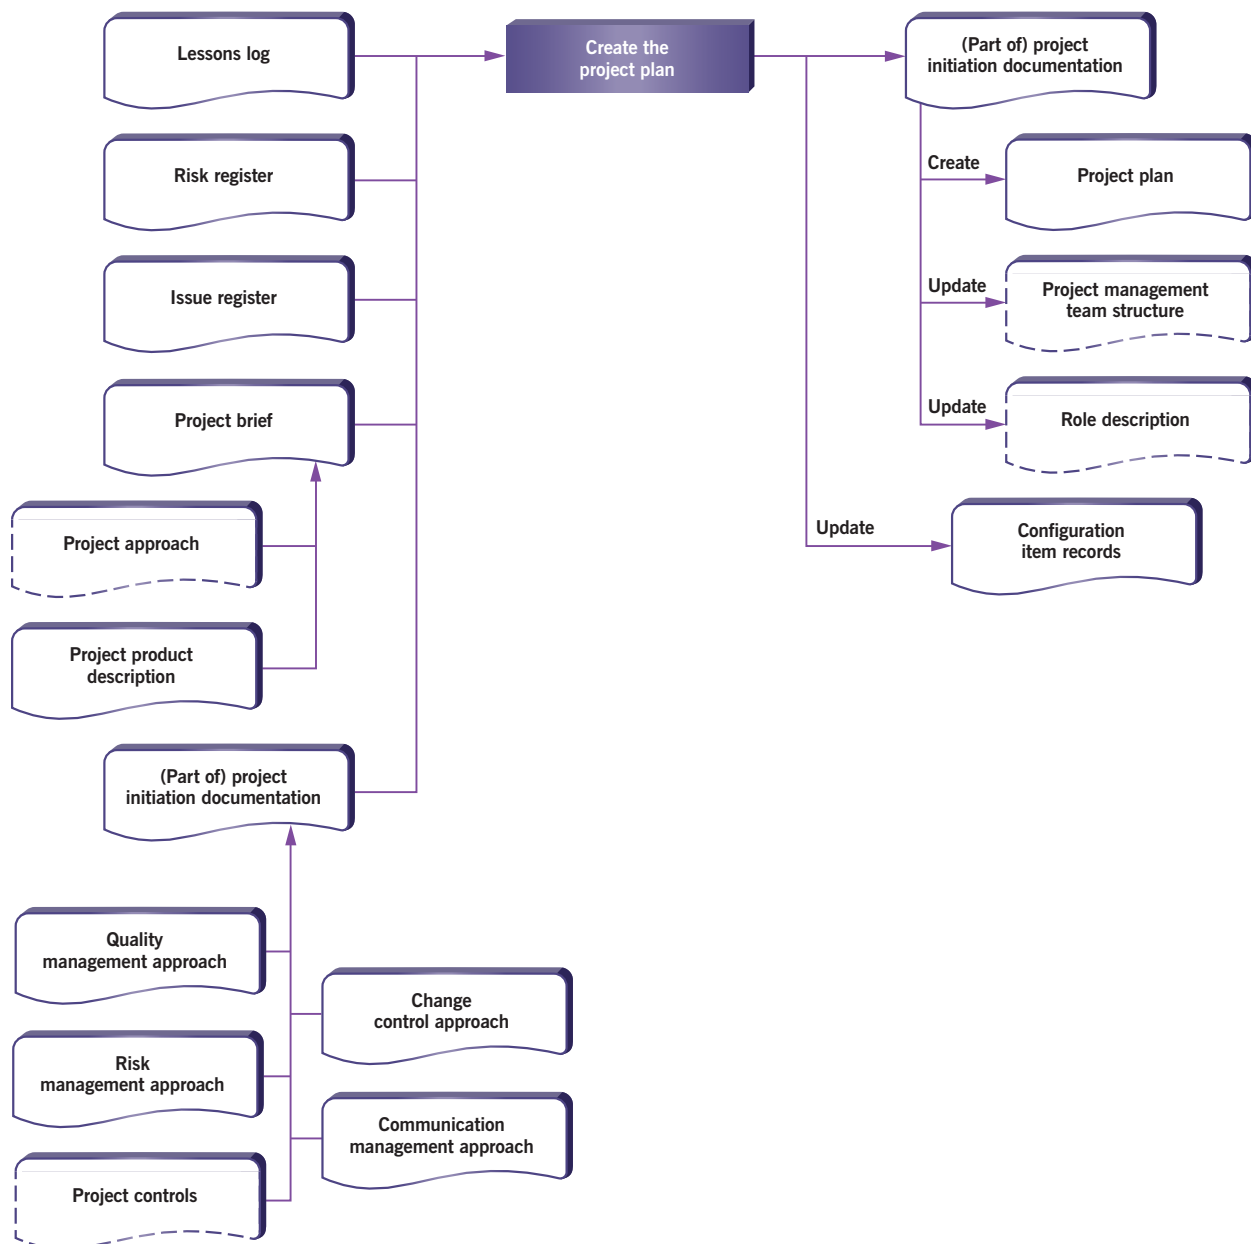 Lessons log
Create the
project plan
(Part of) project
initiation documentation
Risk register
Create
Project plan
Issue register
Update
Project management
team structure
Project brief
Update
Role description
Project approach
Update
Configuration
item records
Project product
description
(Part of) project
initiation documentation
Quality
management approach
Change
control approach
Risk
management approach
Communication
management approach
Project controls